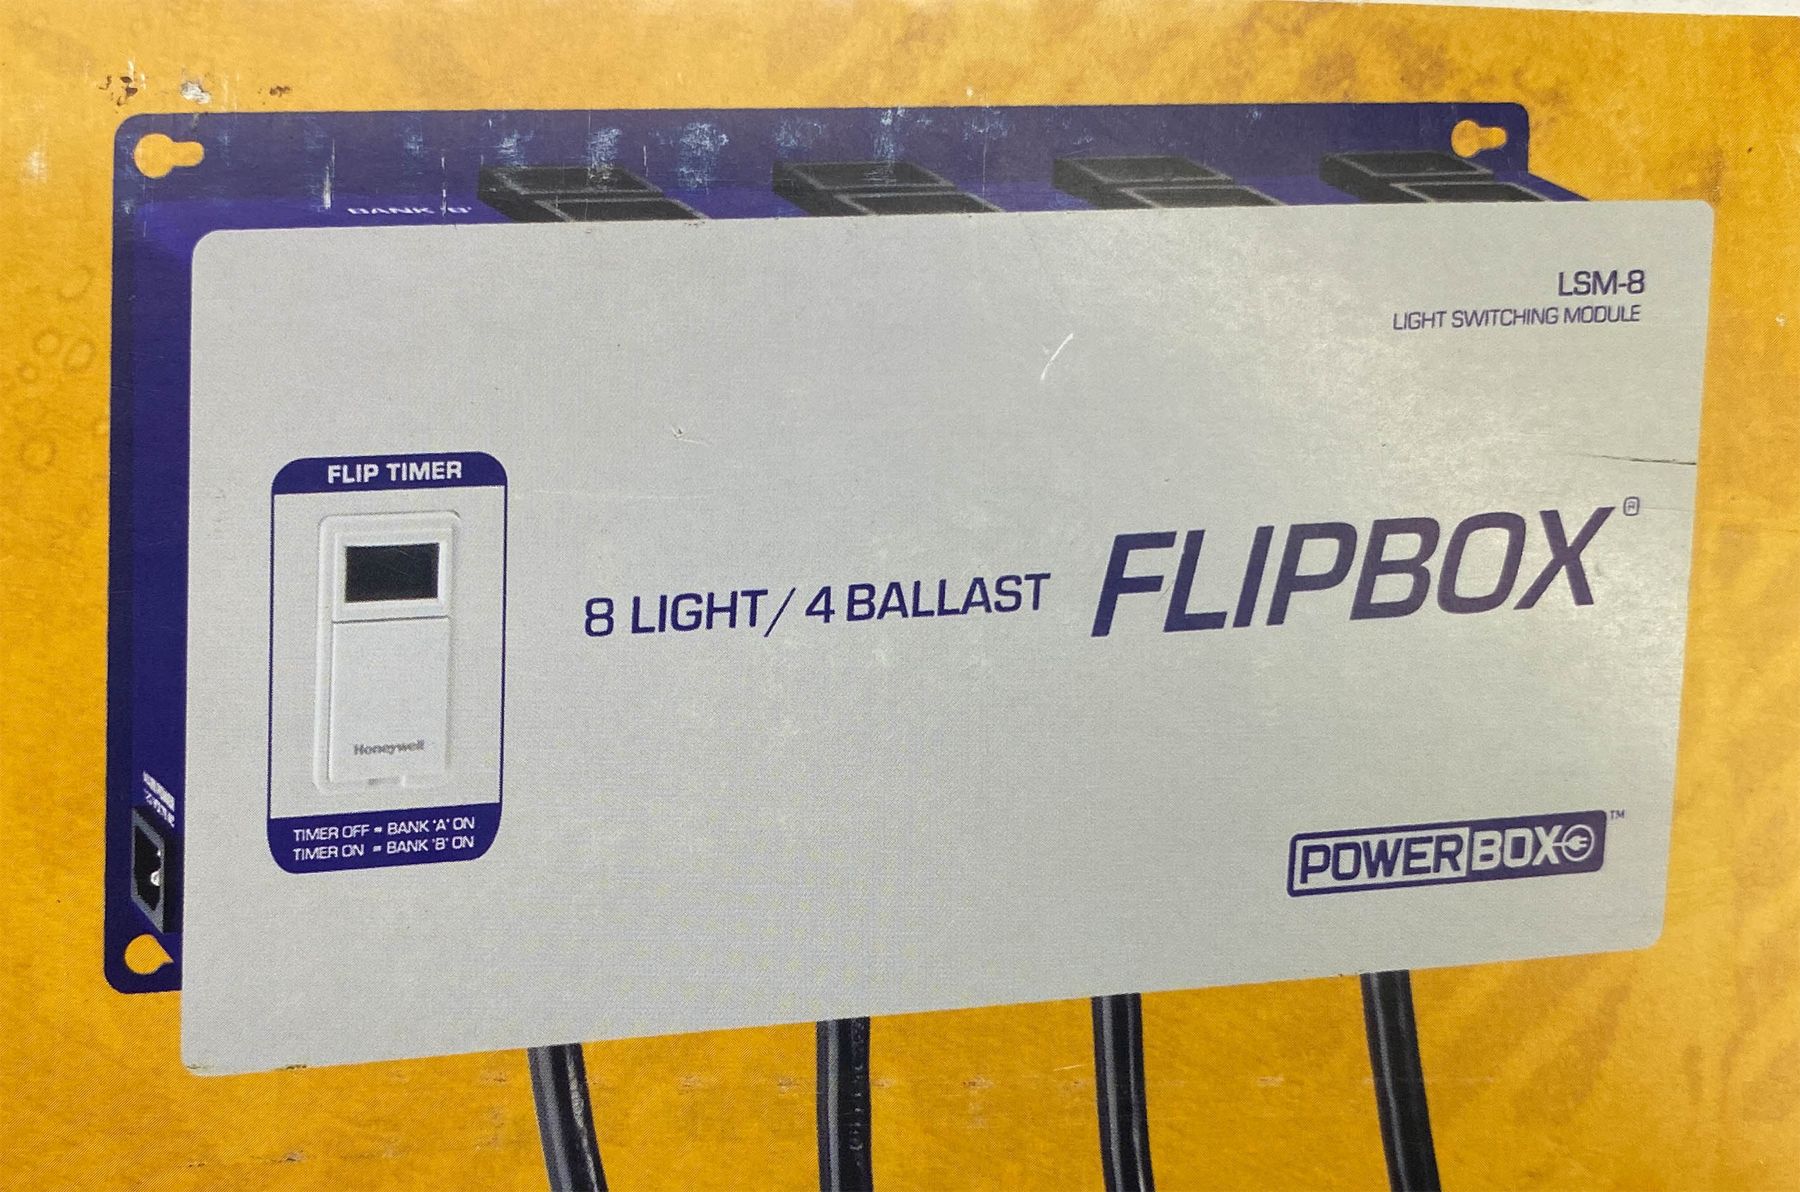 BANK 'B'
LSM-8
LIGHT SWITCHING MODULE
FLIP TIMER
8 LIGHT/ 4 BALLAST FLIPBOX®
Honeywell
TIMER OFF = BANK 'A' ON
TIMER ON = BANK 'B' ON
POWERBOX™